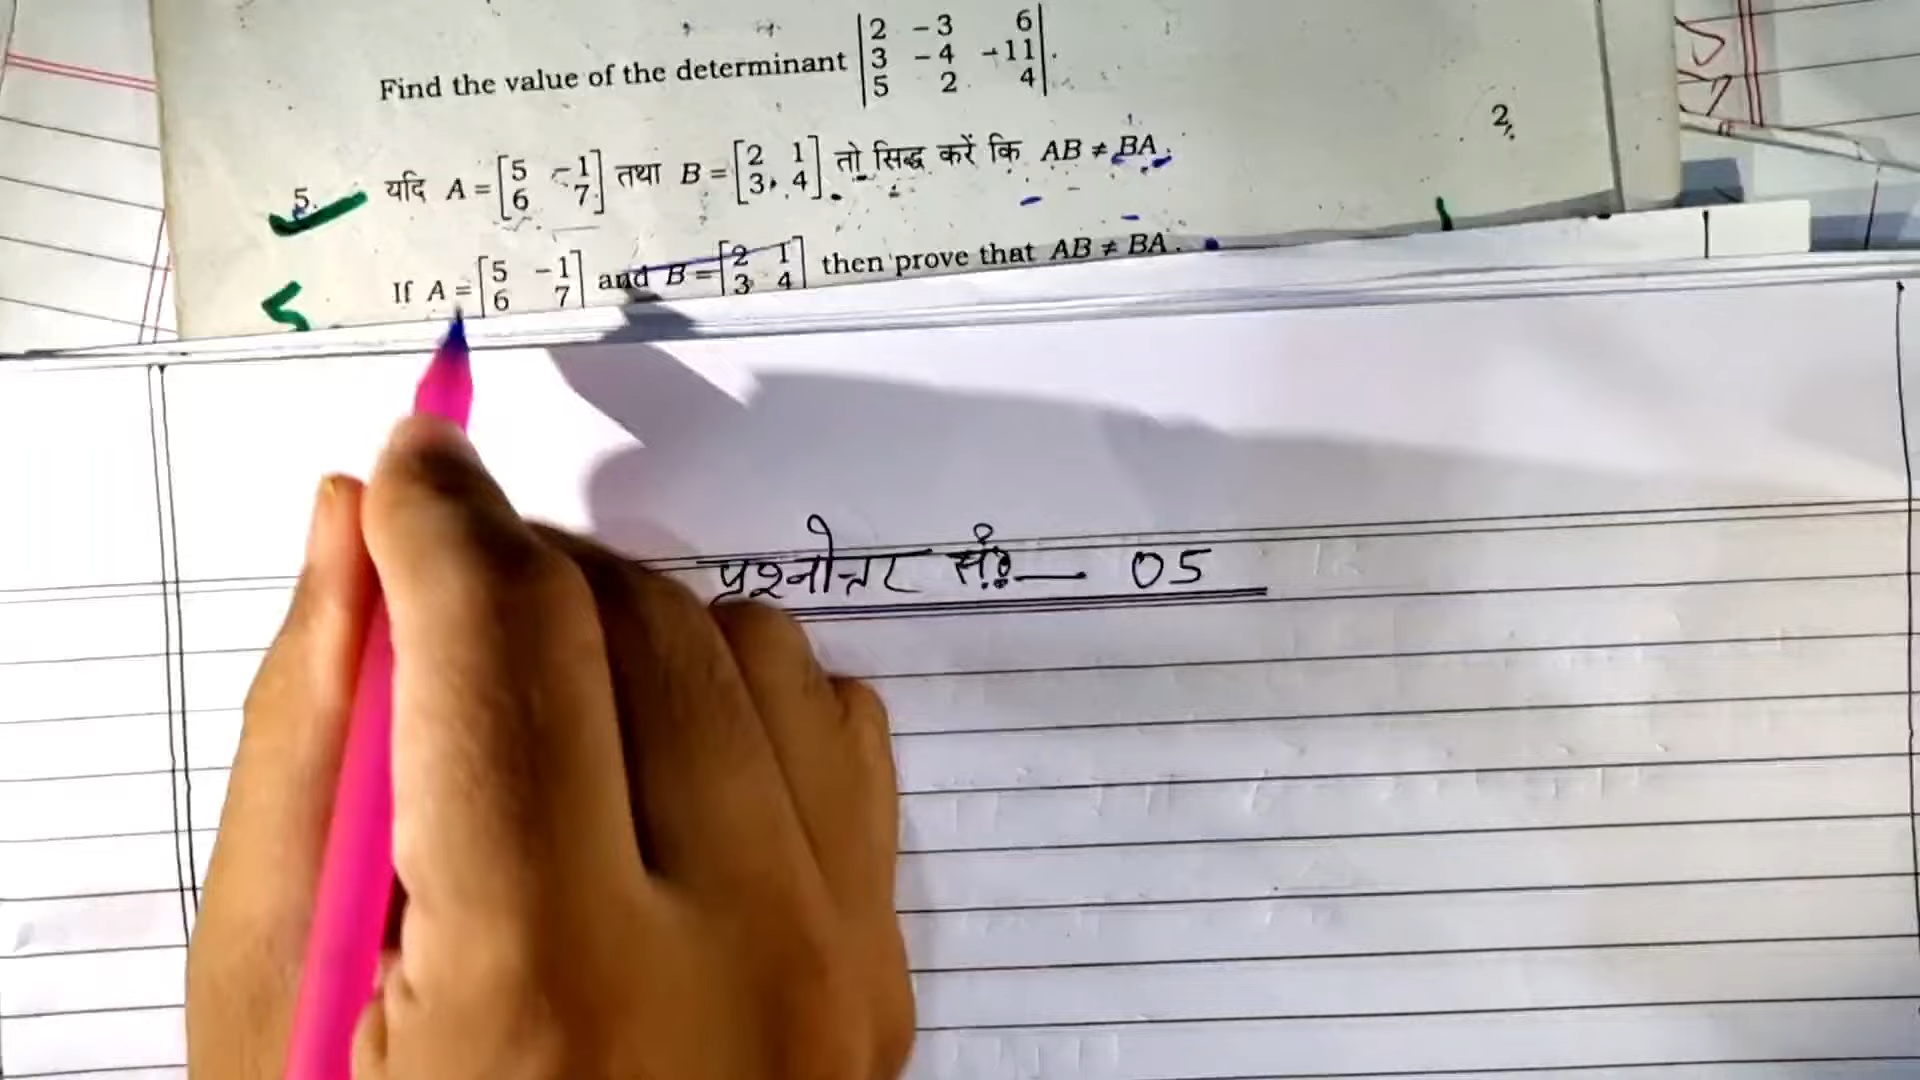 Find the value of the determinant | 2 -3 6 |
| 3 -4 -11 |
| 5 2 4 | .
2
5. यदि A = [5 -1; 6 7] तथा B = [2 1; 3, 4] तो सिद्ध करें कि AB ≠ BA.
5. If A = [5 -1; 6 7] and B = [2 1; 3 4] then prove that AB ≠ BA.
प्रश्नोत्तर सं० — 05